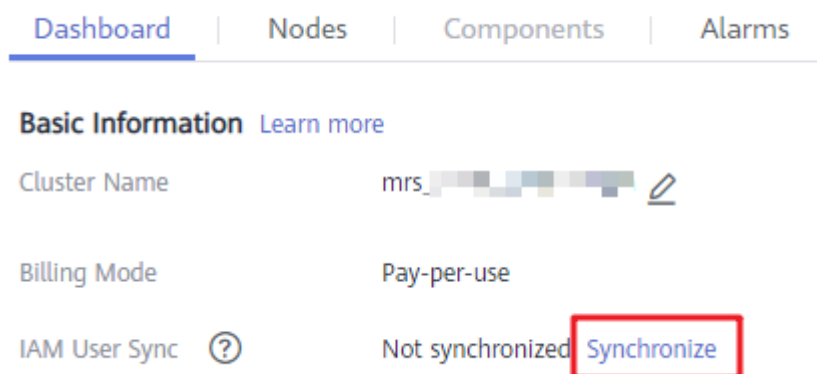 Dashboard Nodes Components Alarms
Basic Information Learn more
Cluster Name mrs_
Billing Mode Pay-per-use
IAM User Sync ? Not synchronized Synchronize